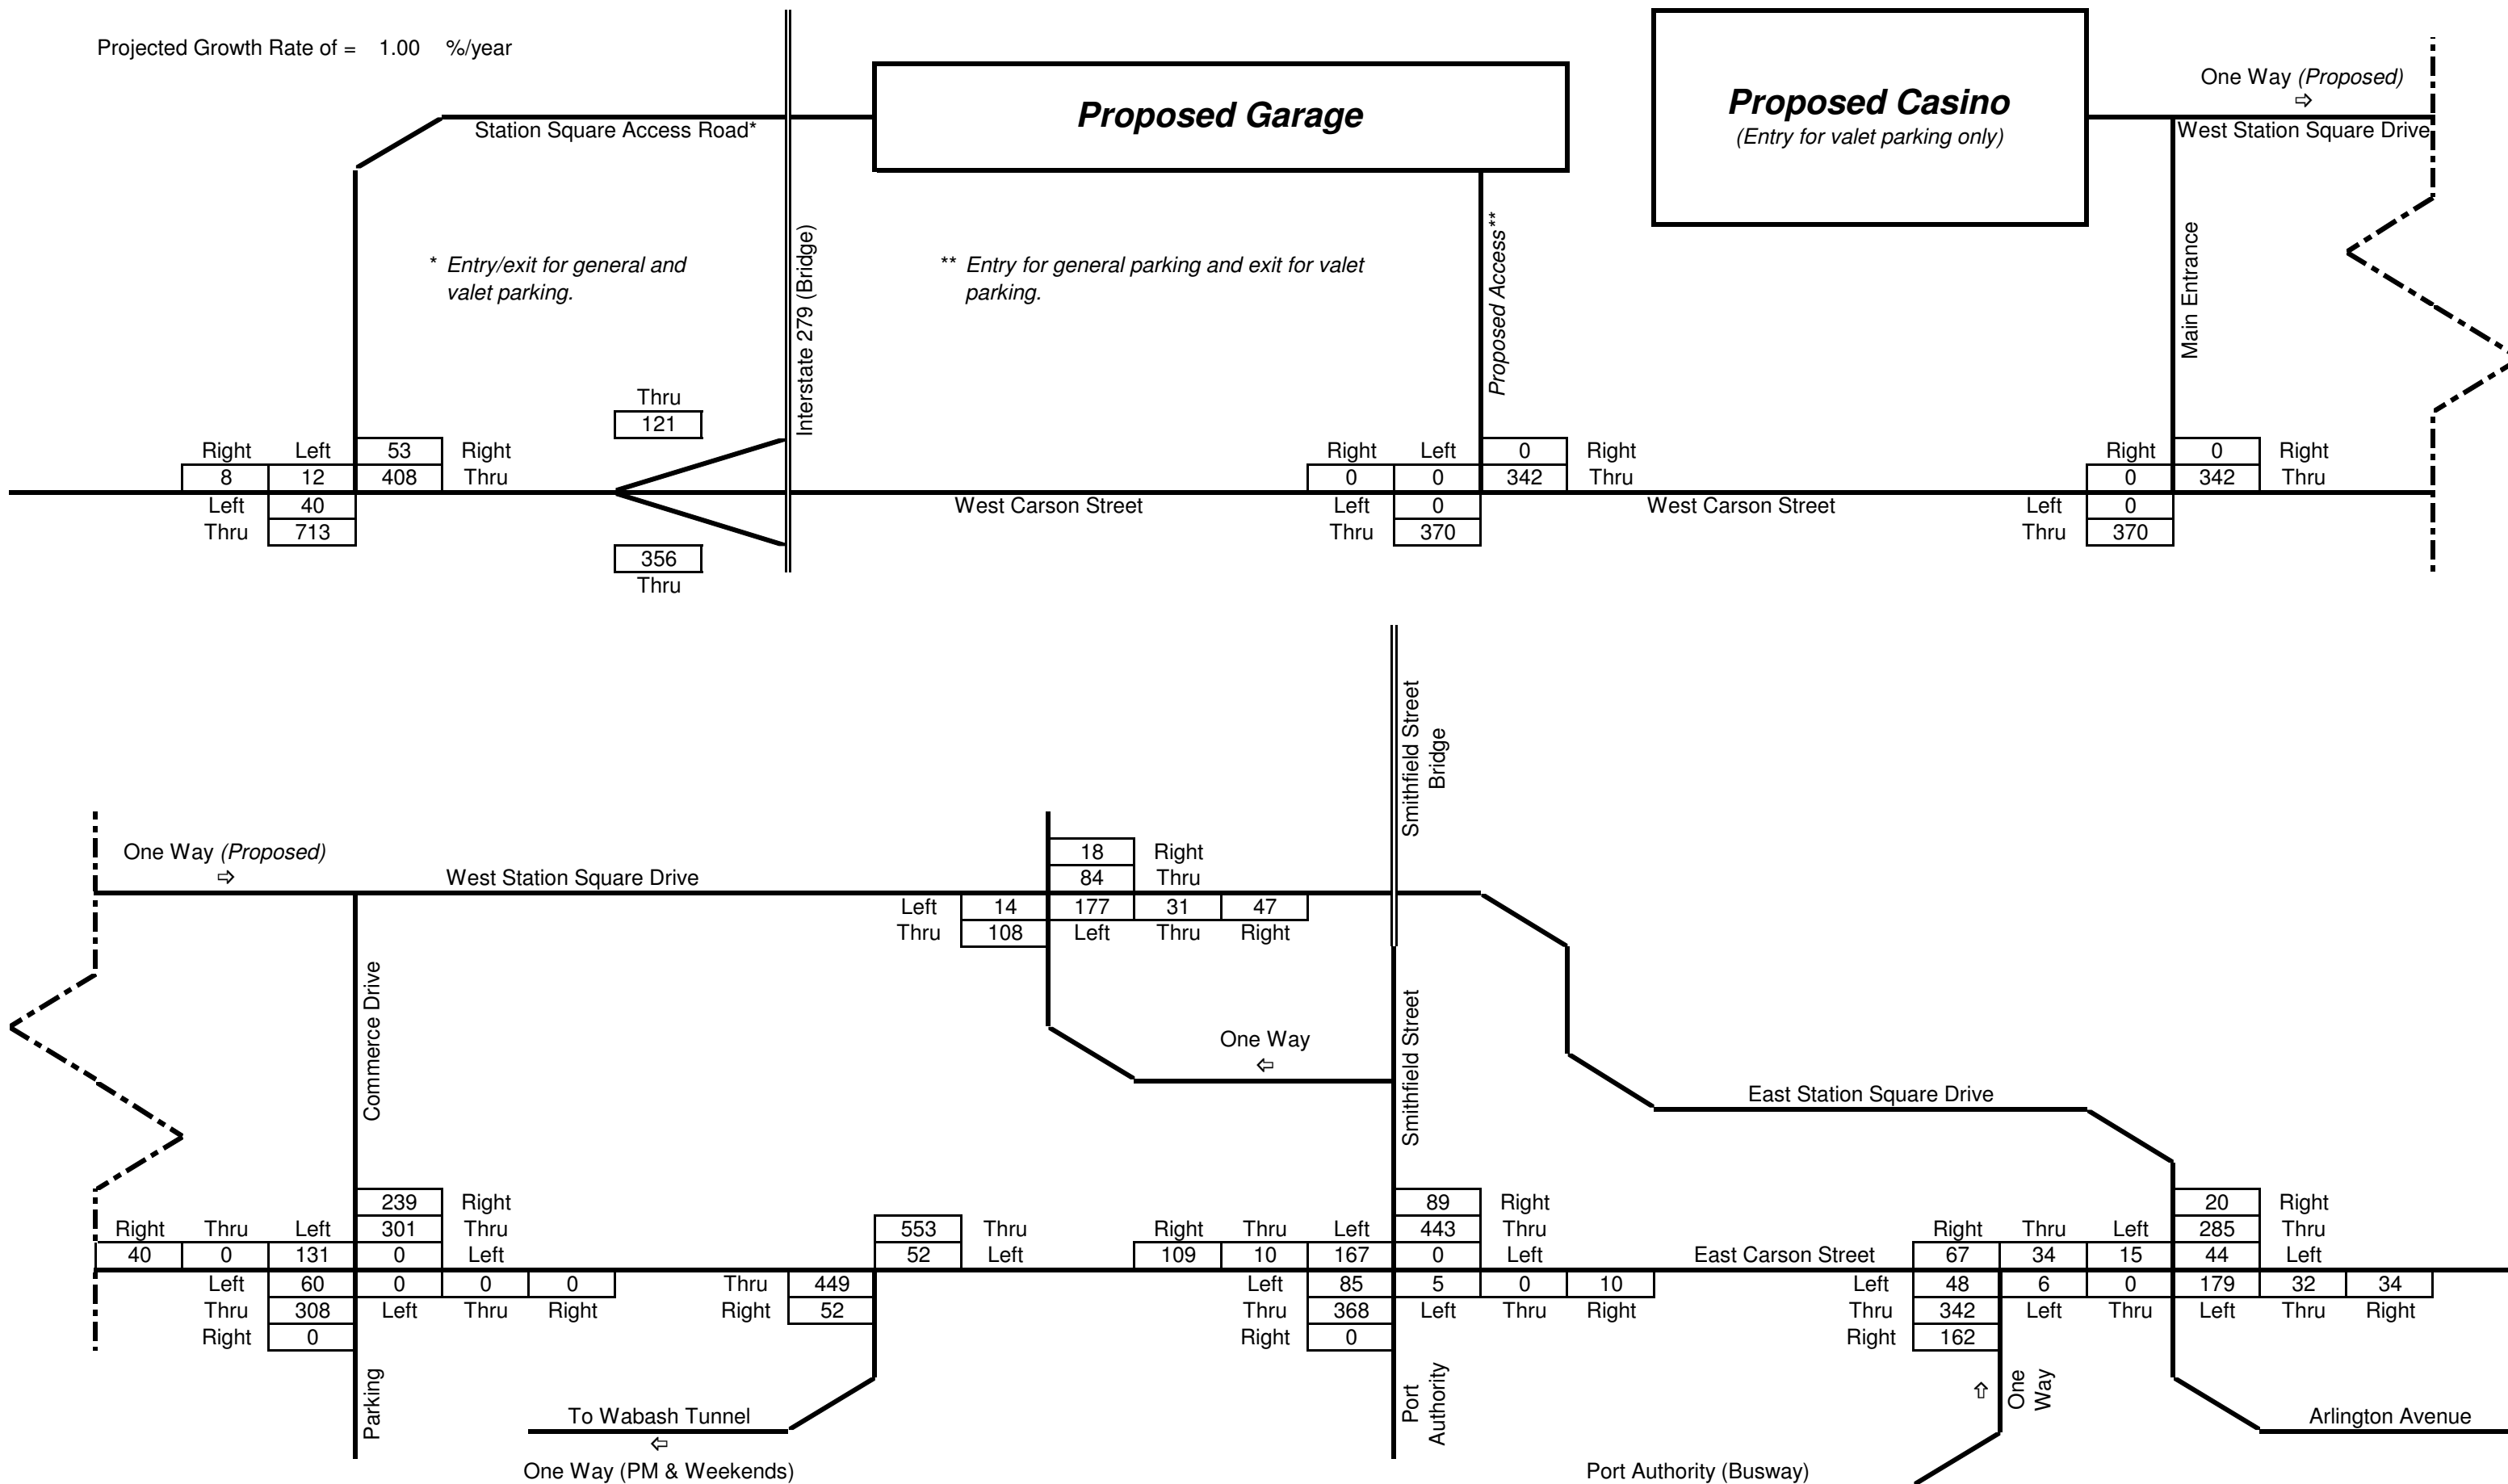 Projected Growth Rate of = 1.00 %/year
Proposed Garage
Proposed Casino
(Entry for valet parking only)
One Way (Proposed)
⇨
Station Square Access Road*
West Station Square Drive
* Entry/exit for general and
valet parking.
Interstate 279 (Bridge)
** Entry for general parking and exit for valet
parking.
Proposed Access**
Main Entrance
Thru
121
Right Left 53 Right
8 12 408 Thru
Left 40
Thru 713
356
Thru
West Carson Street
Right Left 0 Right
0 0 342 Thru
Left 0
Thru 370
West Carson Street
Right 0 Right
0 342 Thru
Left 0
Thru 370
Smithfield Street
Bridge
One Way (Proposed)
⇨
West Station Square Drive
18 Right
84 Thru
Left 14 177 31 47
Thru 108 Left Thru Right
Commerce Drive
One Way
⇦
Smithfield Street
East Station Square Drive
239 Right
Right Thru Left 301 Thru
40 0 131 0 Left
Left 60 0 0 0
Thru 308 Left Thru Right
Right 0
Parking
553 Thru
52 Left
Thru 449
Right 52
To Wabash Tunnel
⇦
One Way (PM & Weekends)
89 Right
Right Thru Left 443 Thru
109 10 167 0 Left
Left 85 5 0 10
Thru 368 Left Thru Right
Right 0
Port
Authority
East Carson Street
20 Right
Right Thru Left 285 Thru
67 34 15 44 Left
Left 48 6 0 179 32 34
Thru 342 Left Thru Left Thru Right
Right 162
⇧
One
Way
Arlington Avenue
Port Authority (Busway)